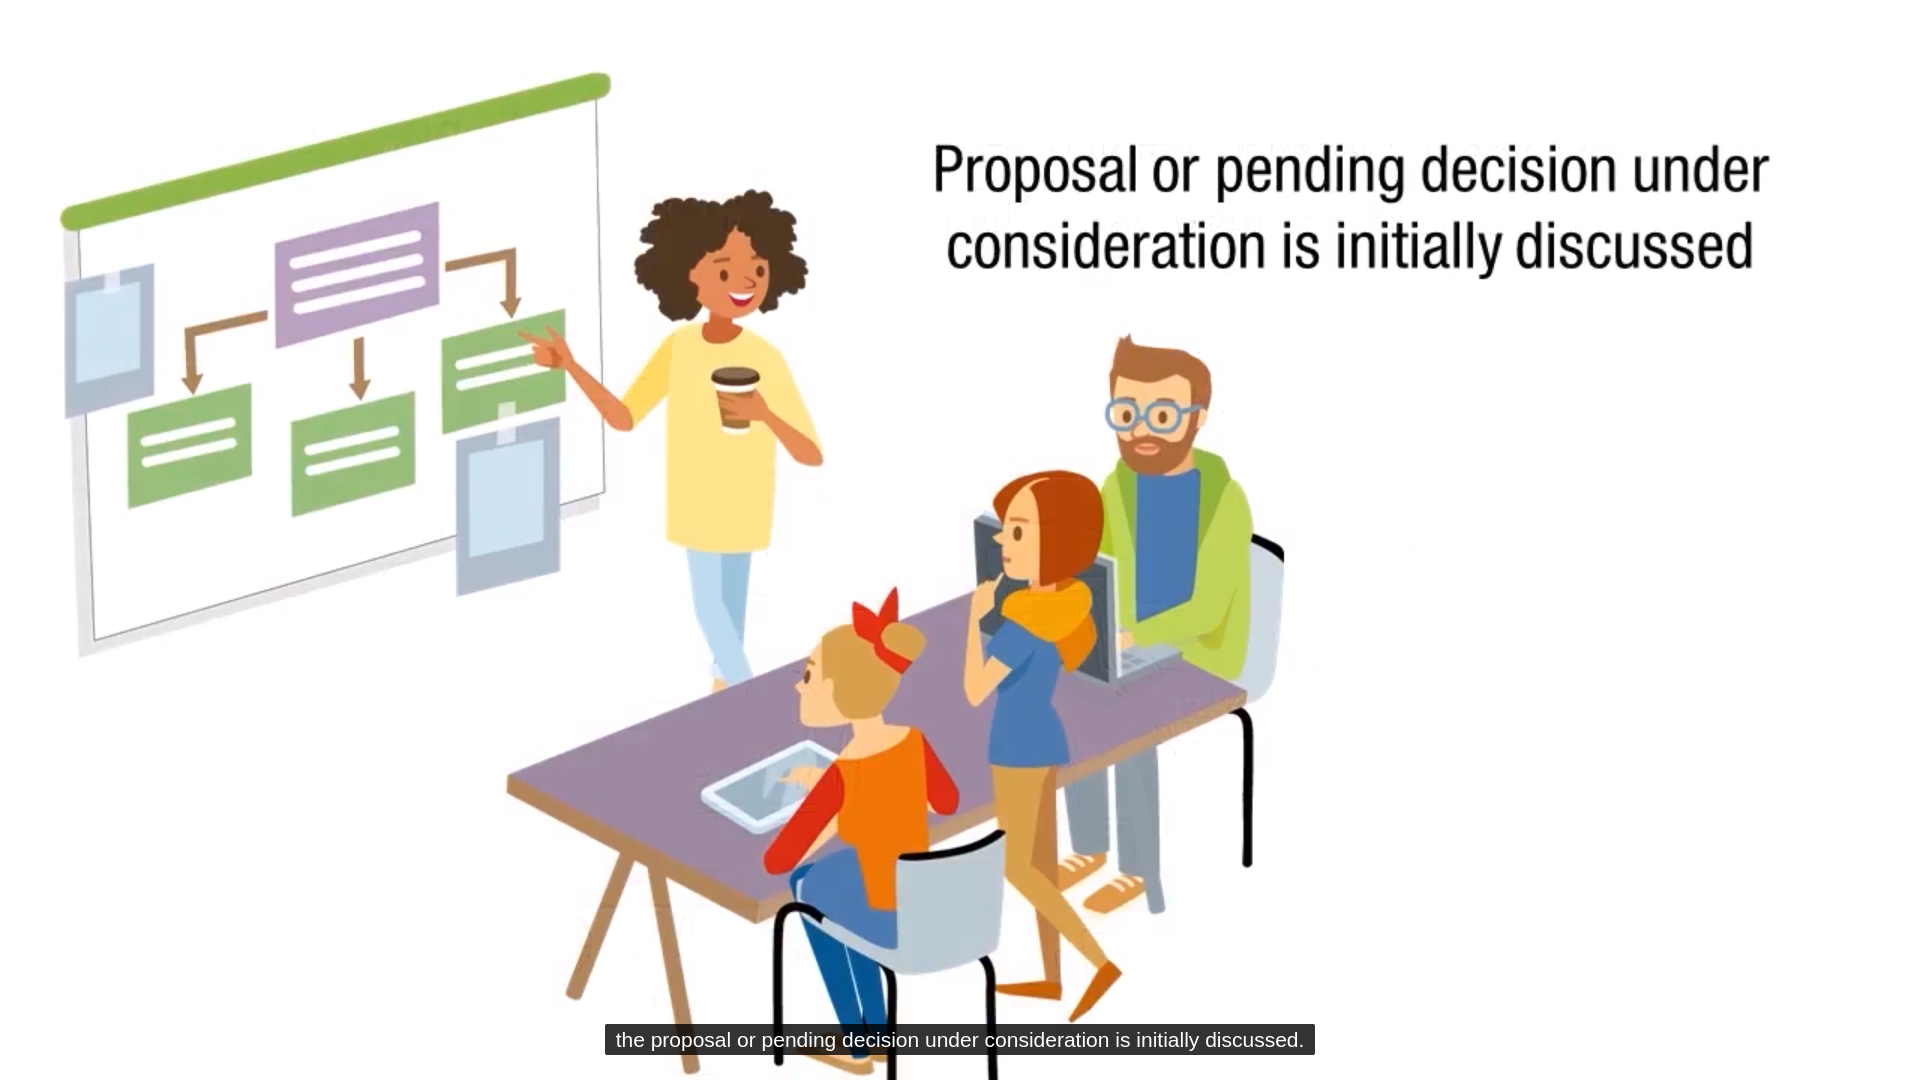 Proposal or pending decision under
consideration is initially discussed
the proposal or pending decision under consideration is initially discussed.